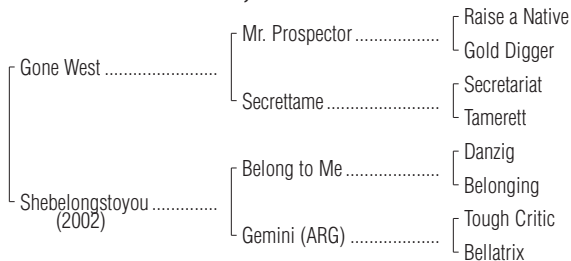 Raise a Native
Mr. Prospector ....................
Gold Digger
Gone West ..........................
Secretariat
Secrettame ..........................
Tamerett
Danzig
Belong to Me ......................
Belonging
Shebelongstoyou ...............
(2002)
Tough Critic
Gemini (ARG) .....................
Bellatrix